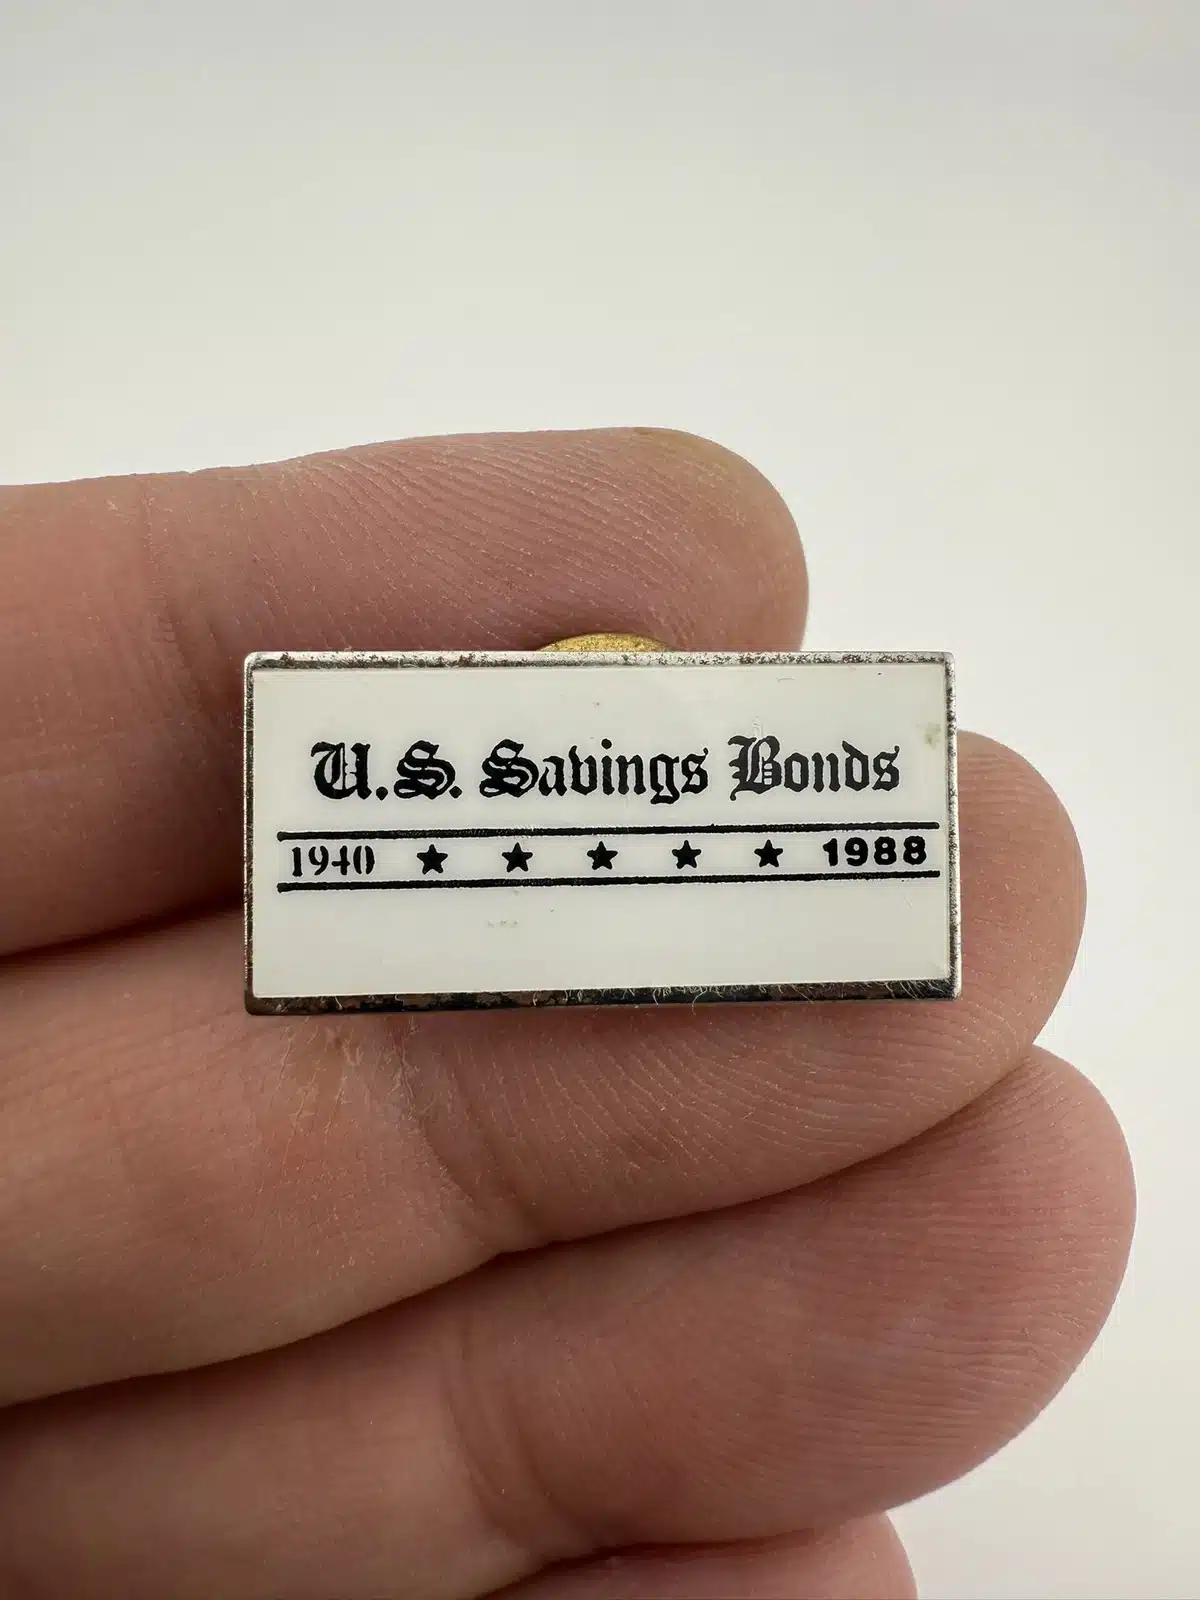 U.S. Savings Bonds
1940 ★ ★ ★ ★ ★ 1988